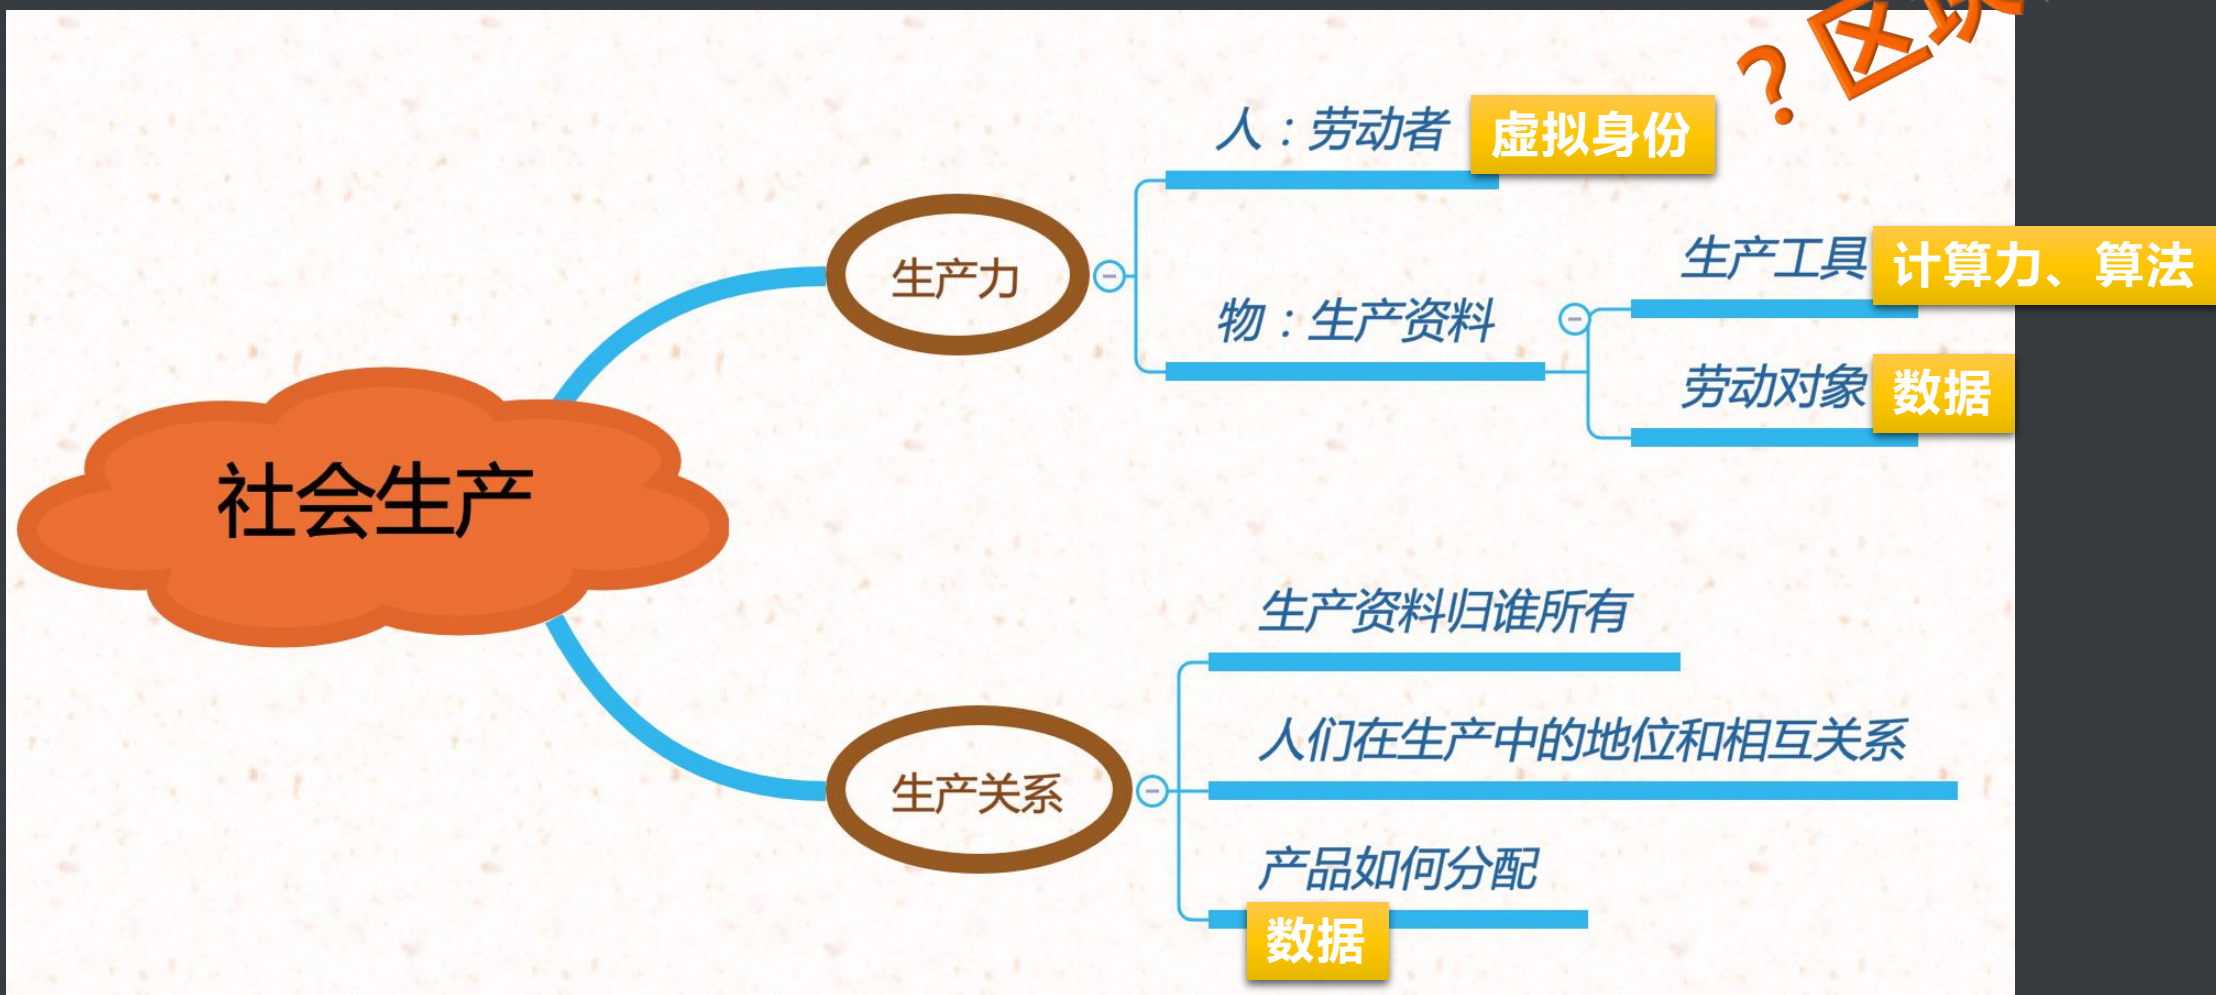 ？区块
人：劳动者 虚拟身份
生产工具 计算力、算法
生产力
物：生产资料
劳动对象 数据
社会生产
生产资料归谁所有
人们在生产中的地位和相互关系
生产关系
产品如何分配
数据